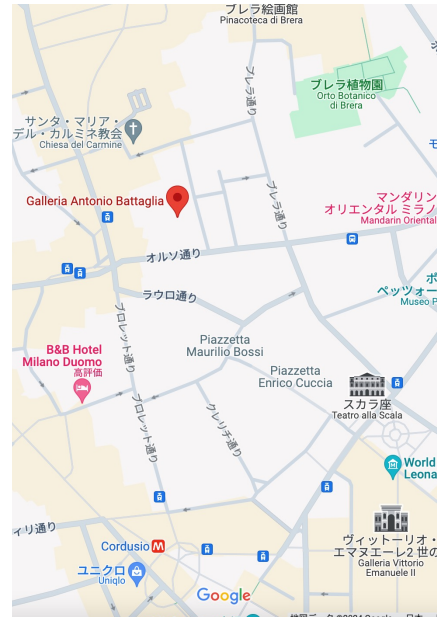 ブレラ絵画館
Pinacoteca di Brera
ブレラ通り
ブレラ植物園
Orto Botanico
di Brera
サンタ・マリア・
デル・カルミネ教会
Chiesa del Carmine
Galleria Antonio Battaglia
ブレラ通り
マンダリン
オリエンタル ミラノ
Mandarin Oriental
オルソ通り
ラウロ通り
ペッツォー
Museo P
ブロレット通り
Piazzetta
Maurilio Bossi
B&B Hotel
Milano Duomo
高評価
Piazzetta
Enrico Cuccia
スカラ座
Teatro alla Scala
ブロレット通り
クレリチ通り
World
Leona
ィリ通り
Cordusio M
ヴィットーリオ・
エマヌエーレ2 世の
Galleria Vittorio
Emanuele II
ユニクロ
Uniqlo
Google